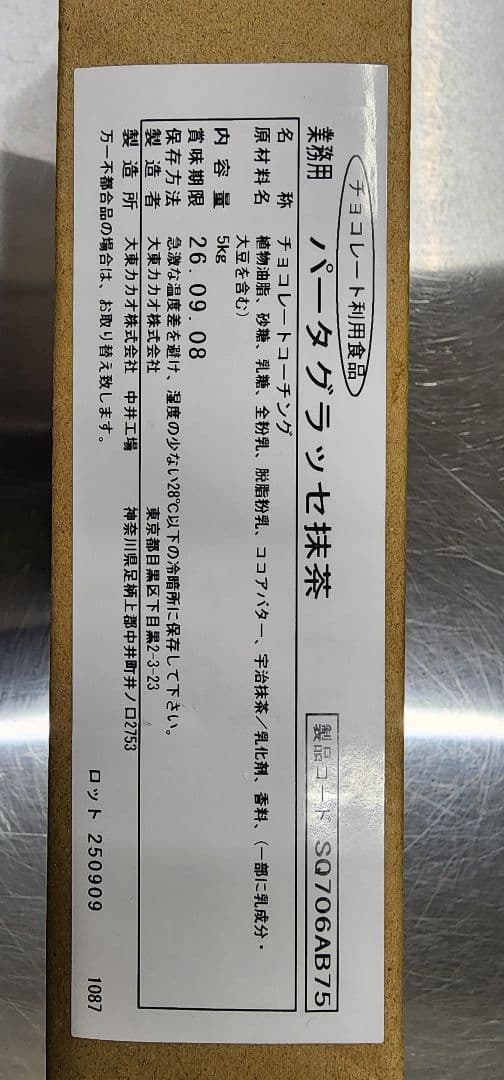 チョコレート利用食品
業務用 パータグラッセ抹茶 製品コード SQ706AB75
名称 チョコレートコーチング
原材料名 植物油脂、砂糖、乳糖、全粉乳、脱脂粉乳、ココアバター、宇治抹茶／乳化剤、香料、（一部に乳成分・
大豆を含む）
内容量 5kg
賞味期限 26.09.08
保存方法 急激な温度差を避け、湿度の少ない28℃以下の冷暗所に保存して下さい。
製造者 大東カカオ株式会社 東京都目黒区下目黒2-3-23
製造所 大東カカオ株式会社 中井工場 神奈川県足柄上郡中井町井ノ口2753
万一不都合品の場合は、お取り替え致します。 ロット 250909 1087